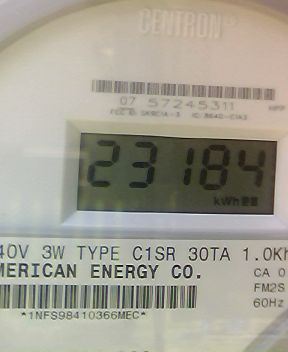 CENTRON
07 57245311
23184
kWh
40V 3W TYPE C1SR 30TA 1.0Kh
MERICAN ENERGY CO.
CA 0
FM2S
60Hz
*1NFS98410366MEC*